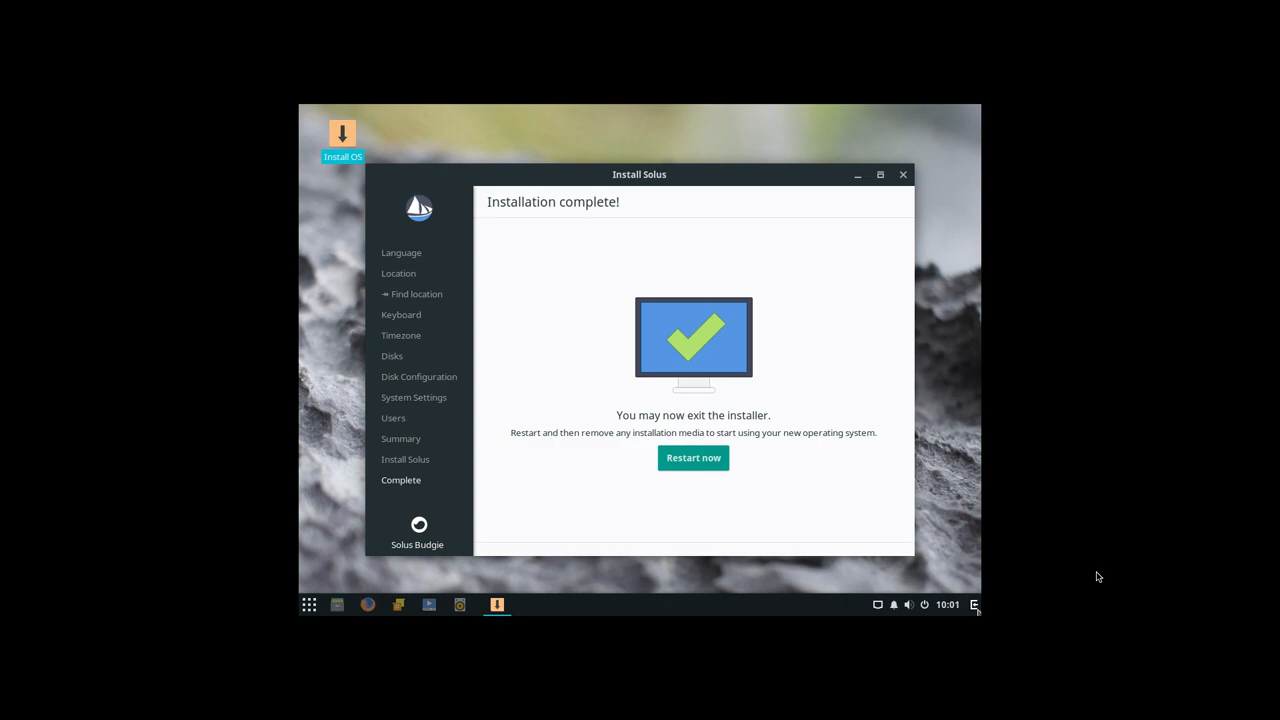 Install OS
Install Solus
Installation complete!
Language
Location
↠ Find location
Keyboard
Timezone
Disks
Disk Configuration
System Settings
Users
Summary
Install Solus
Complete
Solus Budgie
You may now exit the installer.
Restart and then remove any installation media to start using your new operating system.
Restart now
10:01